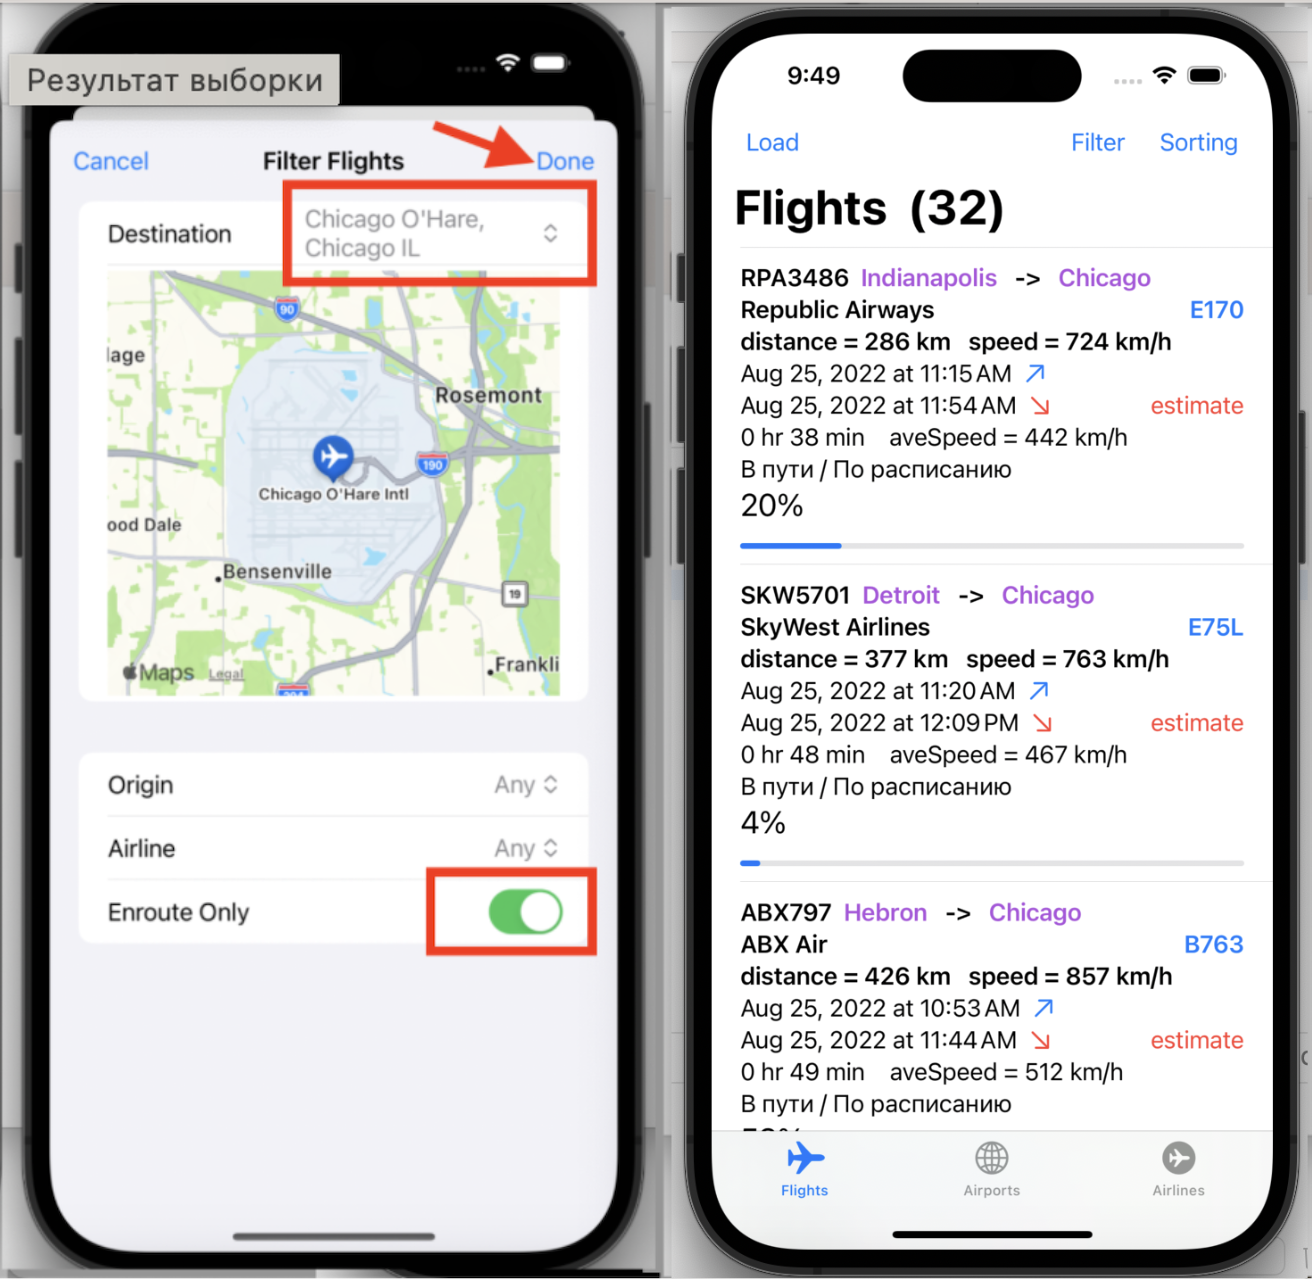 Результат выборки
Cancel
Filter Flights
Done
Destination
Chicago O'Hare,
Chicago IL
90
lage
Rosemont
190
Chicago O'Hare Intl
ood Dale
Bensenville
19
Frankli
Maps
Legal
Origin
Any
Airline
Any
Enroute Only
9:49
Load
Filter
Sorting
Flights (32)
RPA3486 Indianapolis -> Chicago
Republic Airways E170
distance = 286 km speed = 724 km/h
Aug 25, 2022 at 11:15 AM ↗
Aug 25, 2022 at 11:54 AM ↘ estimate
0 hr 38 min aveSpeed = 442 km/h
В пути / По расписанию
20%
SKW5701 Detroit -> Chicago
SkyWest Airlines E75L
distance = 377 km speed = 763 km/h
Aug 25, 2022 at 11:20 AM ↗
Aug 25, 2022 at 12:09 PM ↘ estimate
0 hr 48 min aveSpeed = 467 km/h
В пути / По расписанию
4%
ABX797 Hebron -> Chicago
ABX Air B763
distance = 426 km speed = 857 km/h
Aug 25, 2022 at 10:53 AM ↗
Aug 25, 2022 at 11:44 AM ↘ estimate
0 hr 49 min aveSpeed = 512 km/h
В пути / По расписанию
Flights
Airports
Airlines